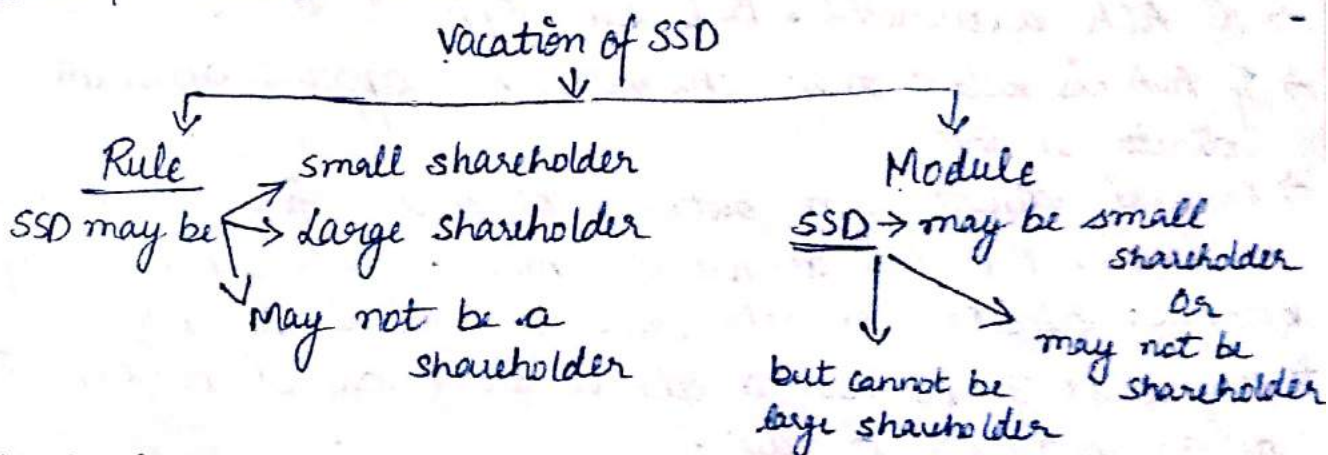 Vacation of SSD
Rule
SSD may be
small shareholder
Large shareholder
May not be a
shareholder
Module
SSD → may be small
shareholder
Or
may not be
shareholder
but cannot be
large shareholder